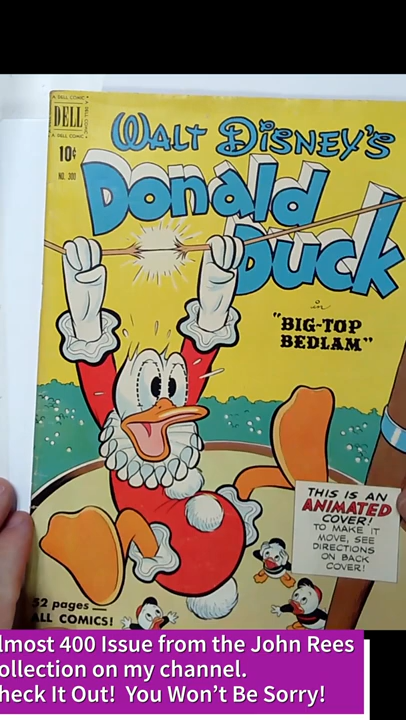 A DELL COMIC
A DELL COMIC
DELL
A DELL COMIC
10¢
NO. 300
WALT DISNEY'S
Donald
Duck
in
"BIG-TOP
BEDLAM"
THIS IS AN
ANIMATED
COVER!
TO MAKE IT
MOVE, SEE
DIRECTIONS
ON BACK
COVER!
52 pages—
ALL COMICS!
lmost 400 Issue from the John Rees
ollection on my channel.
heck It Out! You Won't Be Sorry!